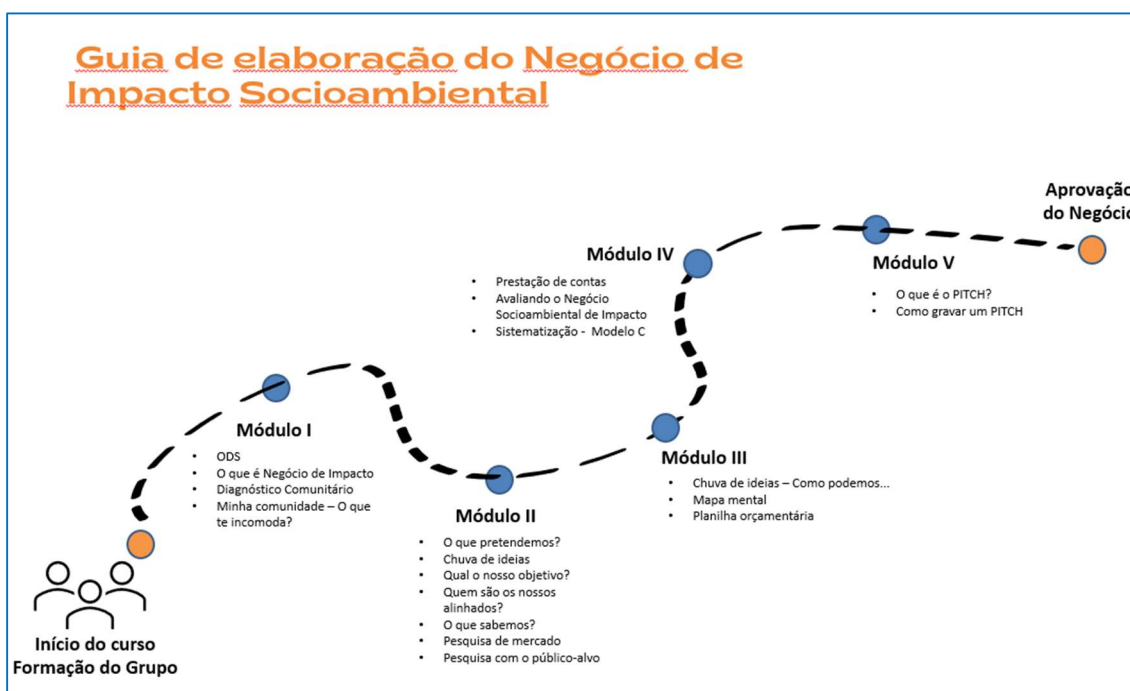 Guia de elaboração do Negócio de
Impacto Socioambiental
Início do curso
Formação do Grupo
Módulo I
• ODS
• O que é Negócio de Impacto
• Diagnóstico Comunitário
• Minha comunidade – O que
te incomoda?
Módulo II
• O que pretendemos?
• Chuva de ideias
• Qual o nosso objetivo?
• Quem são os nossos
alinhados?
• O que sabemos?
• Pesquisa de mercado
• Pesquisa com o público-alvo
Módulo III
• Chuva de ideias – Como podemos...
• Mapa mental
• Planilha orçamentária
Módulo IV
• Prestação de contas
• Avaliando o Negócio
Socioambiental de Impacto
• Sistematização - Modelo C
Módulo V
• O que é o PITCH?
• Como gravar um PITCH
Aprovação
do Negócio